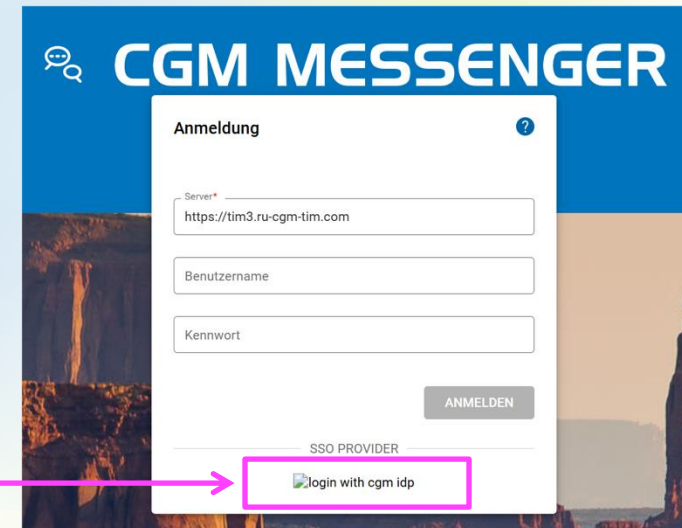 CGM MESSENGER
Anmeldung
?
Server*
https://tim3.ru-cgm-tim.com
Benutzername
Kennwort
ANMELDEN
SSO PROVIDER
login with cgm idp